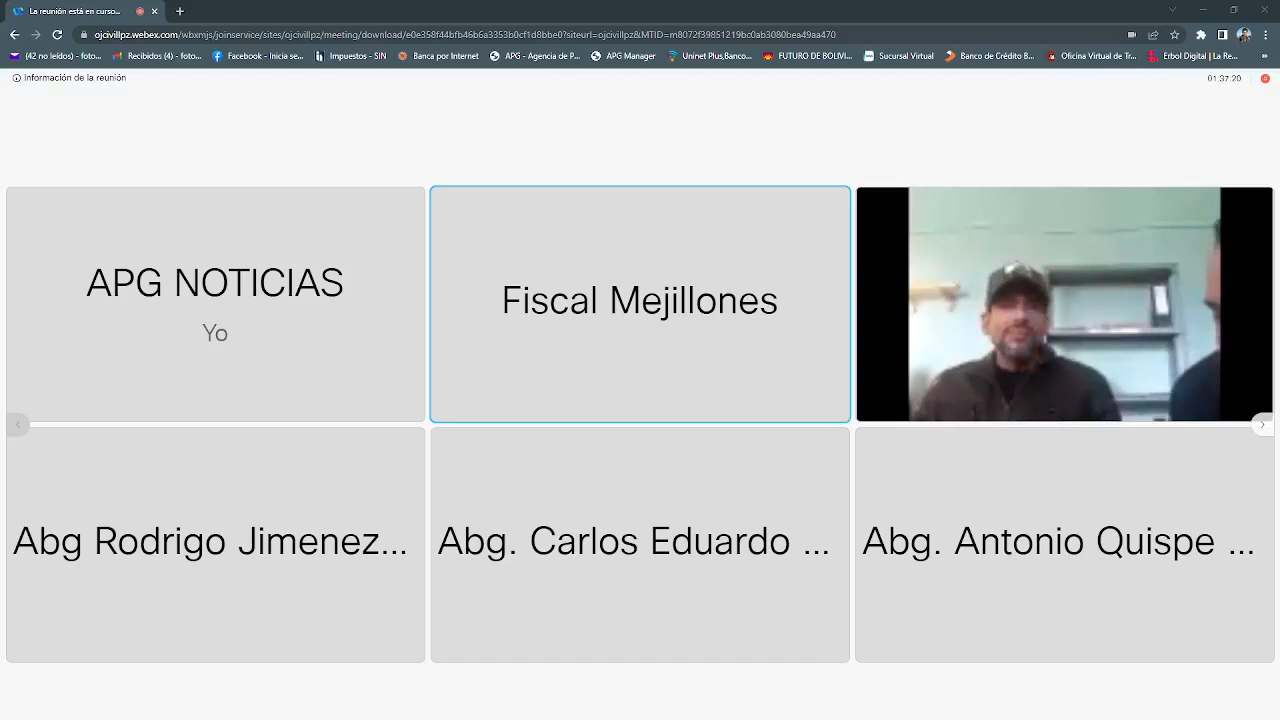 La reunión está en curso...
ojcivillpz.webex.com/wbxmjs/joinservice/sites/ojcivillpz/meeting/download/e0e358f44bfb46b6a3353b0cf1d6bbe0?siteurl=ojcivillpz&MTID=m8072f39851219bc0ab3080bea49aa470
(42 no leído) - foto...
Recibidos (4) - foto...
Facebook - Inicia se...
Impuestos - SIN
Banca por Internet
APG - Agencia de P...
APG Manager
Uninet Plus,Banco...
FUTURO DE BOLIVI...
Sucursal Virtual
Banco de Crédito B...
Oficina Virtual de Tr...
Erbol Digital | La Re...
Información de la reunión
01:37:20
APG NOTICIAS
Yo
Fiscal Mejillones
Abg Rodrigo Jimenez...
Abg. Carlos Eduardo ...
Abg. Antonio Quispe ...